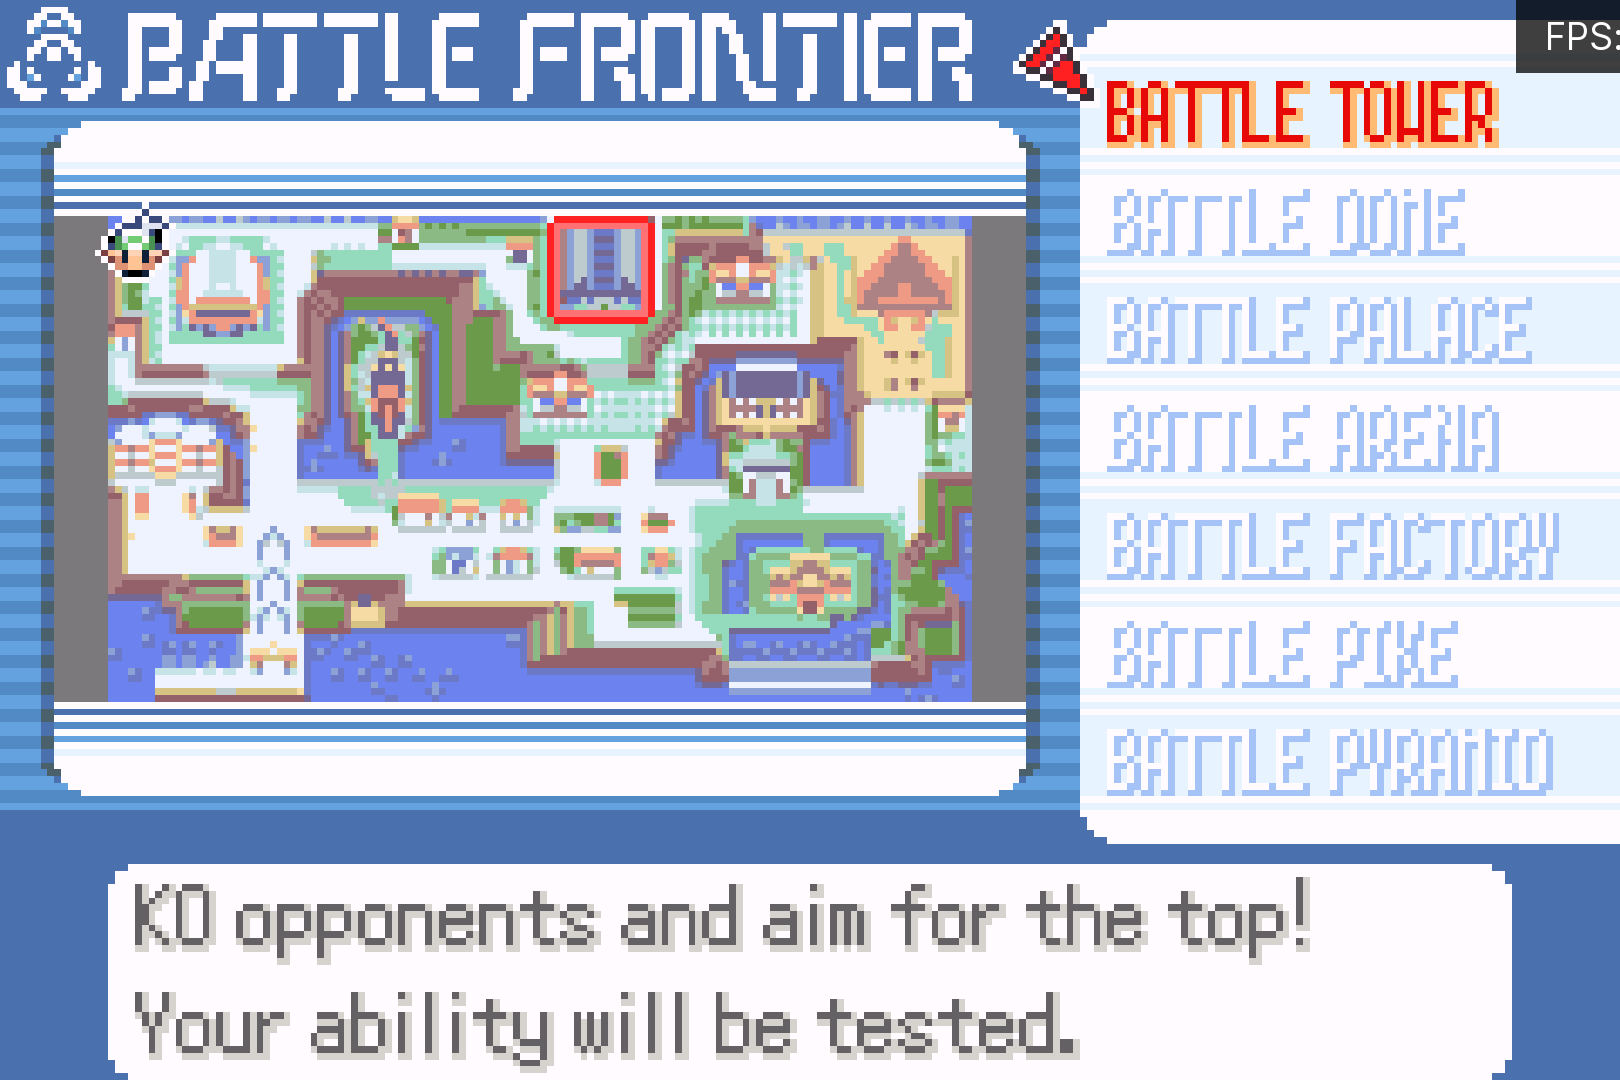 BATTLE FRONTIER
FPS:
BATTLE TOWER
BATTLE DOME
BATTLE PALACE
BATTLE ARENA
BATTLE FACTORY
BATTLE PIKE
BATTLE PYRAMID
KO opponents and aim for the top!
Your ability will be tested.